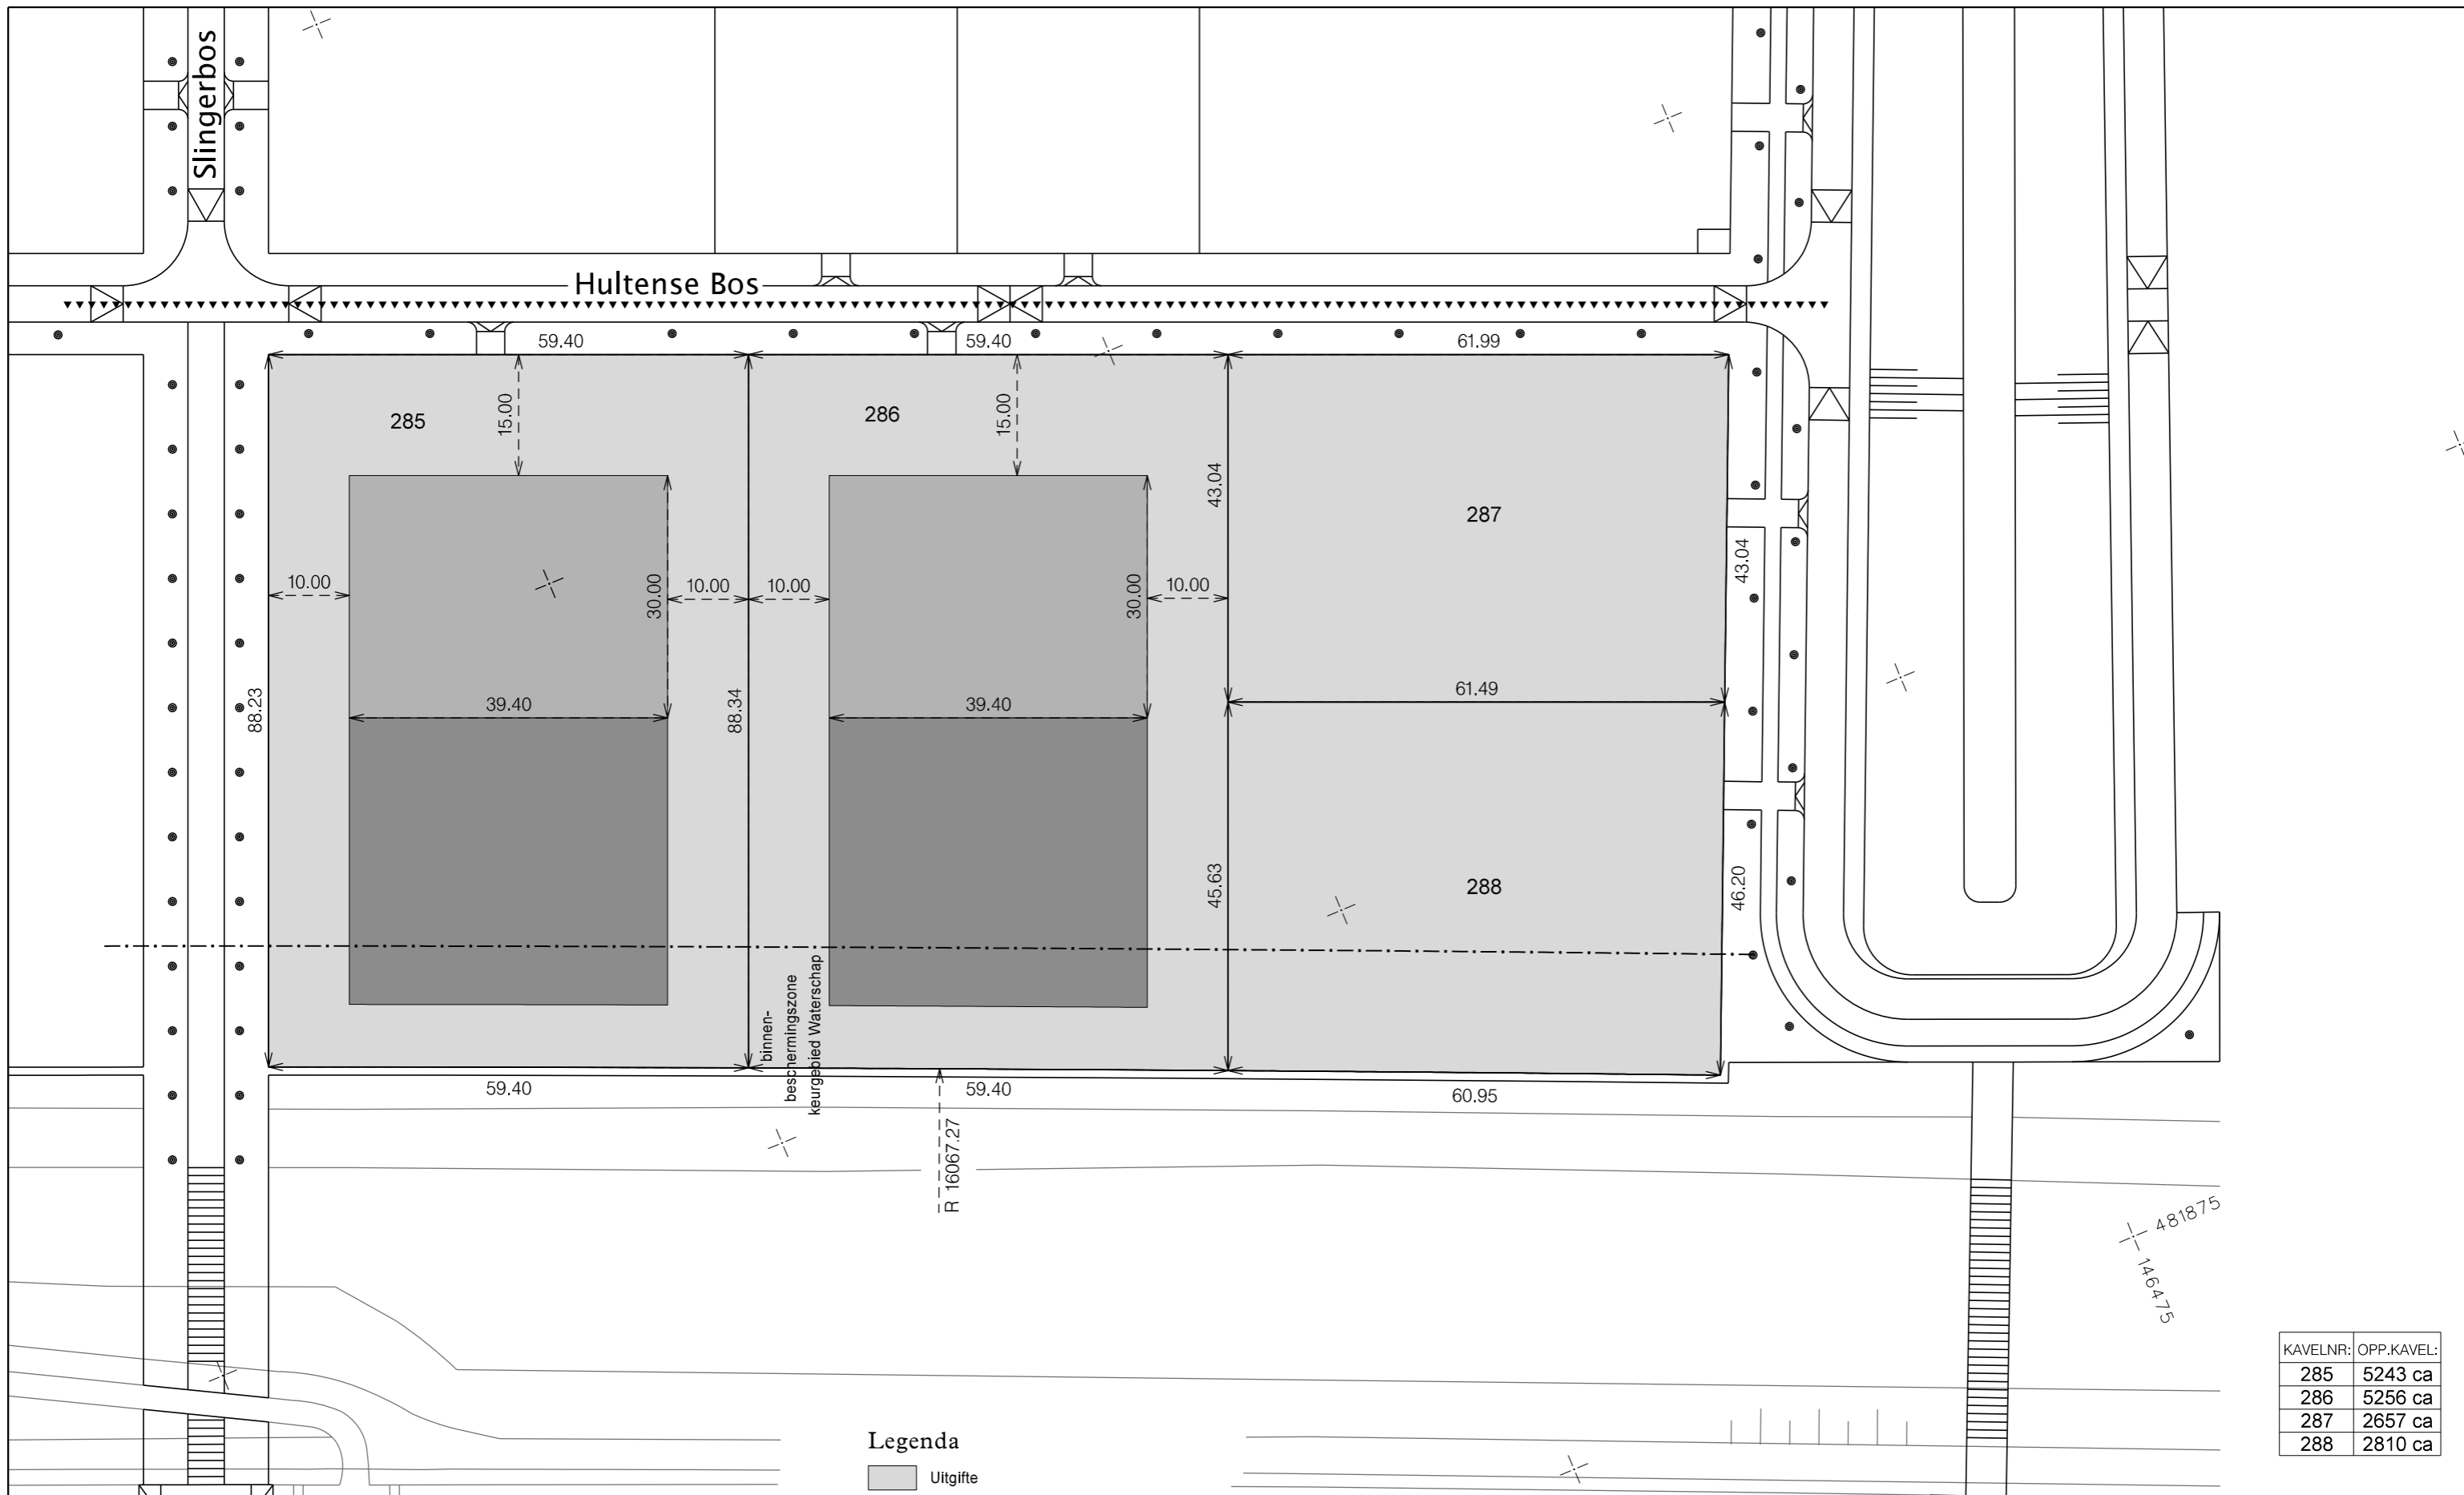 Slingerbos
Hultense Bos
59.40
59.40
61.99
285
15.00
286
15.00
43.04
287
43.04
10.00
30.00
10.00
10.00
30.00
10.00
88.23
39.40
88.34
39.40
61.49
45.63
288
46.20
binnen-
beschermingszone
keurgebied Waterschap
59.40
59.40
60.95
R 16067.27
481875
146475
KAVELNR: OPP.KAVEL:
285 5243 ca
286 5256 ca
287 2657 ca
288 2810 ca
Legenda
Uitgifte